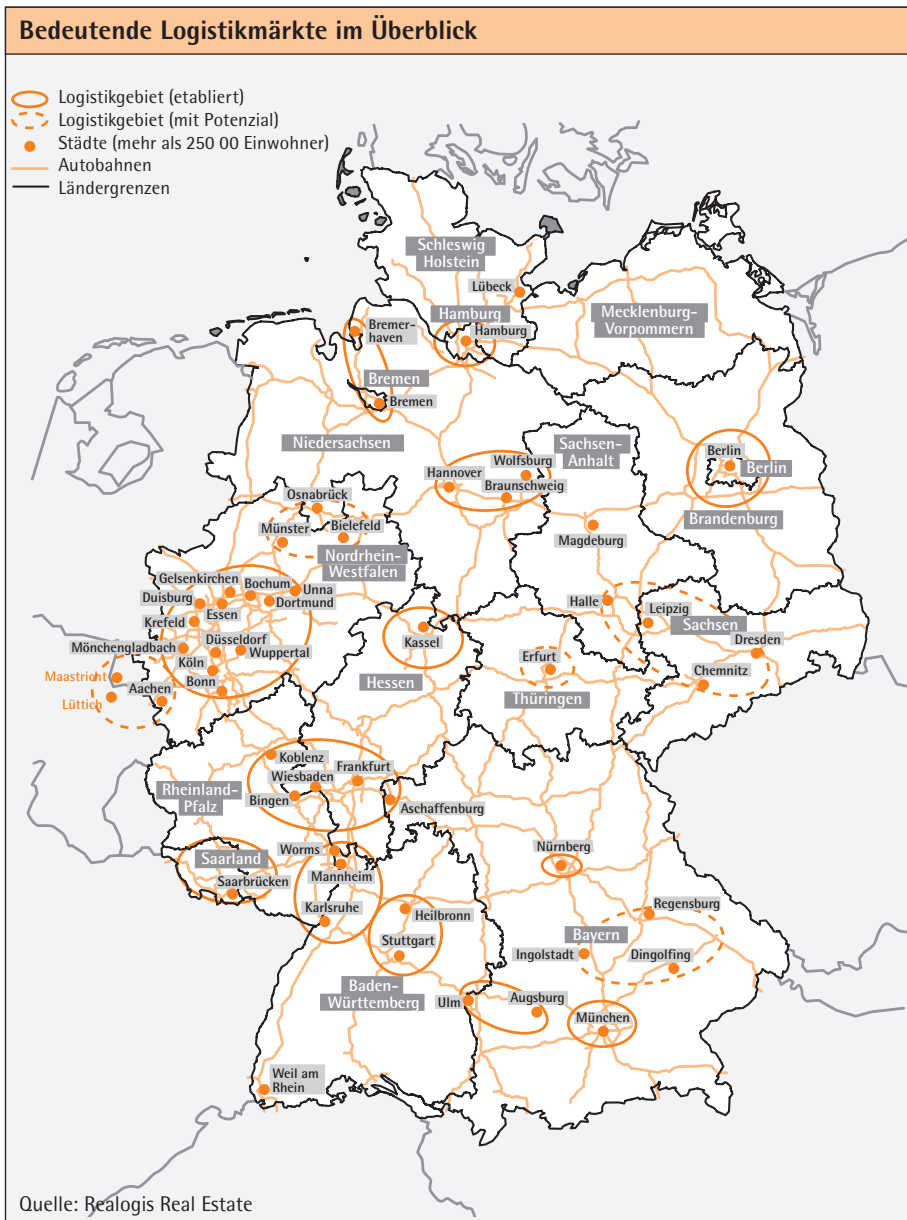 Bedeutende Logistikmärkte im Überblick
Logistikgebiet (etabliert)
Logistikgebiet (mit Potenzial)
Städte (mehr als 250 00 Einwohner)
Autobahnen
Ländergrenzen
Schleswig
Holstein
Lübeck
Hamburg
Hamburg
Mecklenburg-
Vorpommern
Bremer-
haven
Bremen
Bremen
Niedersachsen
Sachsen-
Anhalt
Wolfsburg
Hannover
Braunschweig
Berlin
Berlin
Brandenburg
Osnabrück
Münster
Bielefeld
Magdeburg
Nordrhein-
Westfalen
Gelsenkirchen
Bochum
Unna
Duisburg
Essen
Dortmund
Krefeld
Halle
Leipzig
Sachsen
Mönchengladbach
Düsseldorf
Wuppertal
Kassel
Dresden
Köln
Bonn
Hessen
Erfurt
Chemnitz
Maastricht
Aachen
Lüttich
Thüringen
Koblenz
Wiesbaden
Frankfurt
Rheinland-
Pfalz
Bingen
Aschaffenburg
Saarland
Worms
Nürnberg
Mannheim
Saarbrücken
Karlsruhe
Heilbronn
Regensburg
Stuttgart
Bayern
Ingolstadt
Dingolfing
Baden-
Württemberg
Ulm
Augsburg
München
Weil am
Rhein
Quelle: Realogis Real Estate